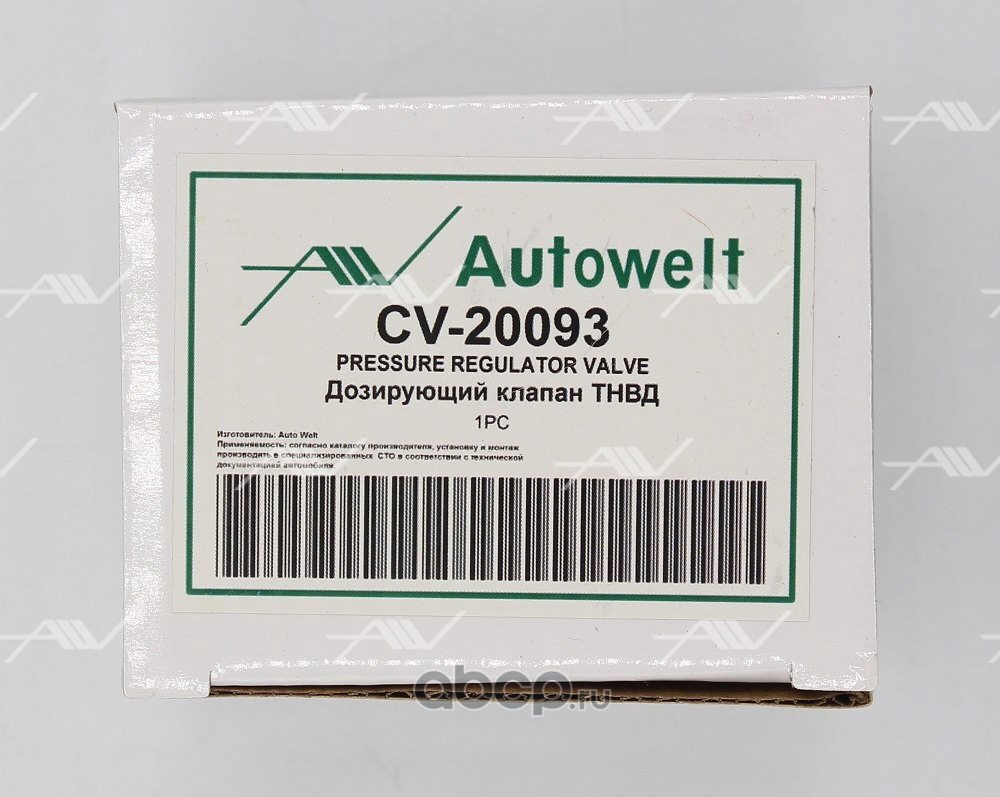 Autowelt
CV-20093
PRESSURE REGULATOR VALVE
Дозирующий клапан ТНВД
1PC
Изготовитель: Auto Welt
Применяемость: согласно каталогу производителя, установку и монтаж
производить в специализированных СТО в соответствии с технической
документацией автомобиля
abcp.ru